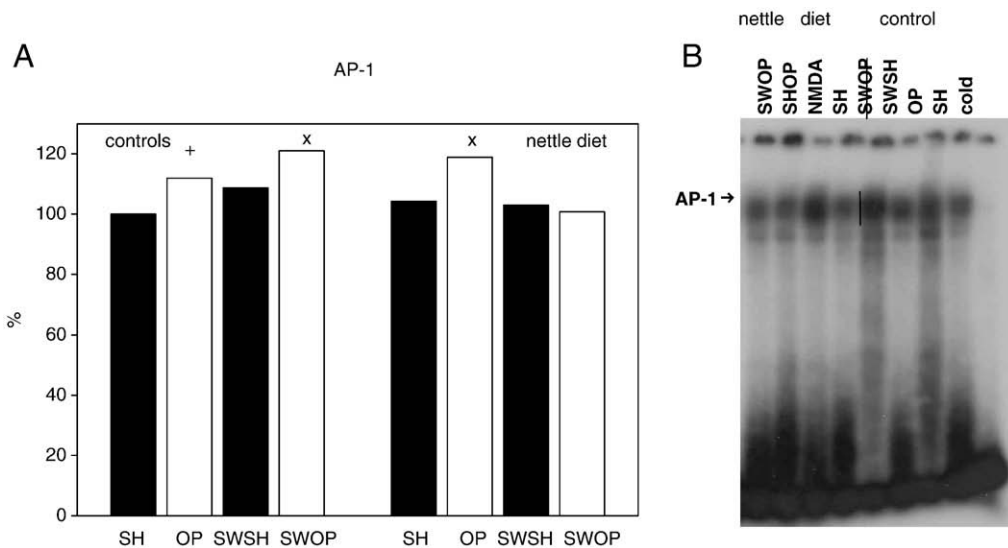 A
AP-1
controls + x x nettle diet
120
100
80
60
40
20
0
%
SH OP SWSH SWOP SH OP SWSH SWOP
B
nettle diet control
SWOP SHOP NMDA SH SWOP SWSH OP SH cold
AP-1→